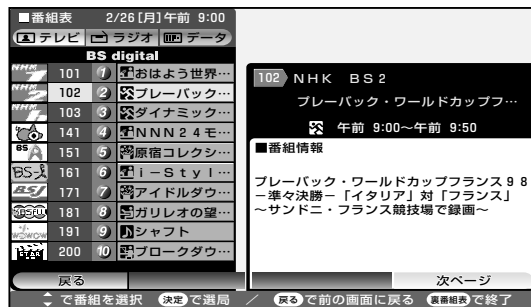 ■番組表 2/26[月]午前 9:00
テレビ ラジオ データ
BS digital
101 1 おはよう世界…
102 2 プレーバック…
103 3 ダイナミック…
141 4 NNN24モ…
151 5 原宿コレクシ…
BS-i 161 6 i－Styl…
BSJ 171 7 アイドルダウ…
181 8 ガリレオの望…
WOWOW 191 9 シャフト
STAR 200 10 ブロークダウ…
戻る
102 NHK BS2
プレーバック・ワールドカップフ…
午前 9:00～午前 9:50
■番組情報
プレーバック・ワールドカップフランス98
－準々決勝－「イタリア」対「フランス」
～サンドニ・フランス競技場で録画～
次ページ
で番組を選択 決定で選局 ／ 戻るで前の画面に戻る 裏番組表で終了